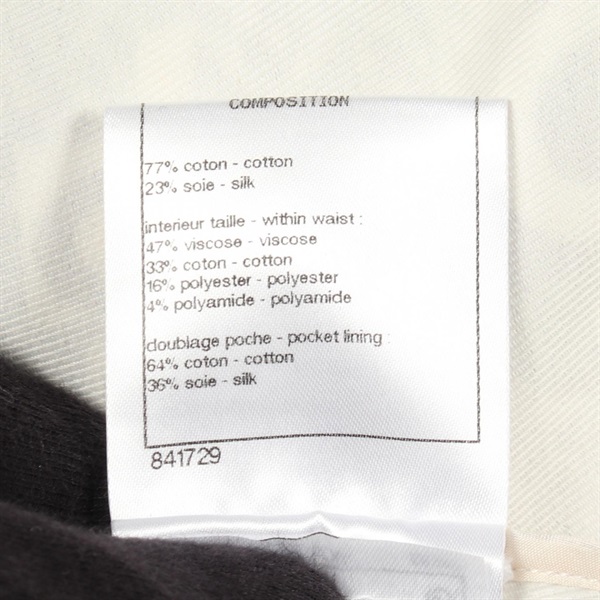 COMPOSITION
77% coton - cotton
23% soie - silk
interieur taille - within waist :
47% viscose - viscose
33% coton - cotton
16% polyester - polyester
4% polyamide - polyamide
doublage poche - pocket lining :
64% coton - cotton
36% soie - silk
841729